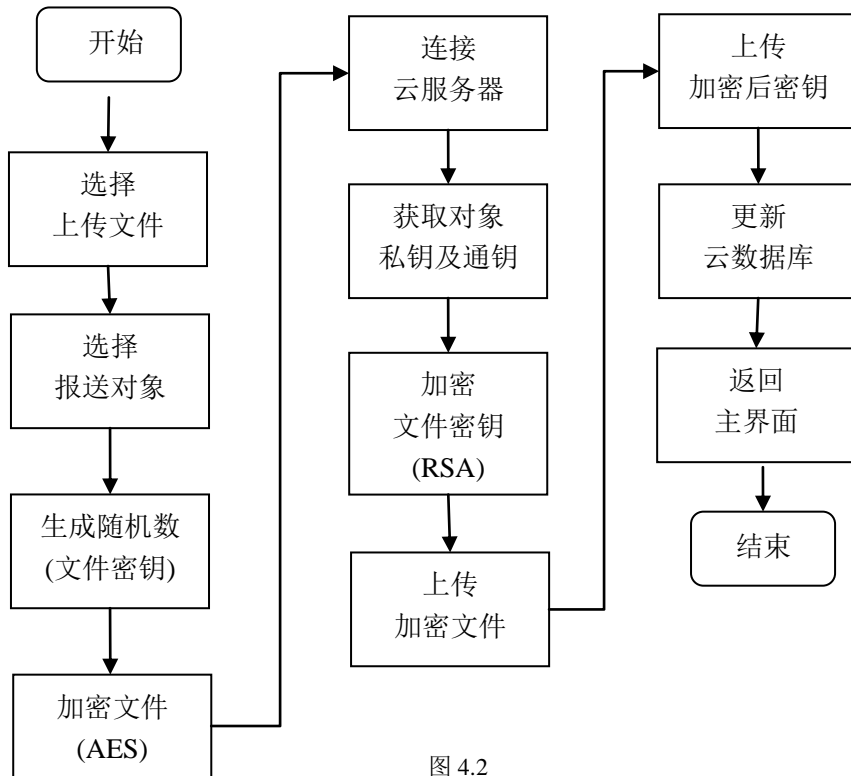 开始
选择
上传文件
选择
报送对象
生成随机数
(文件密钥)
加密文件
(AES)
连接
云服务器
获取对象
私钥及通钥
加密
文件密钥
(RSA)
上传
加密文件
上传
加密后密钥
更新
云数据库
返回
主界面
结束
图 4.2